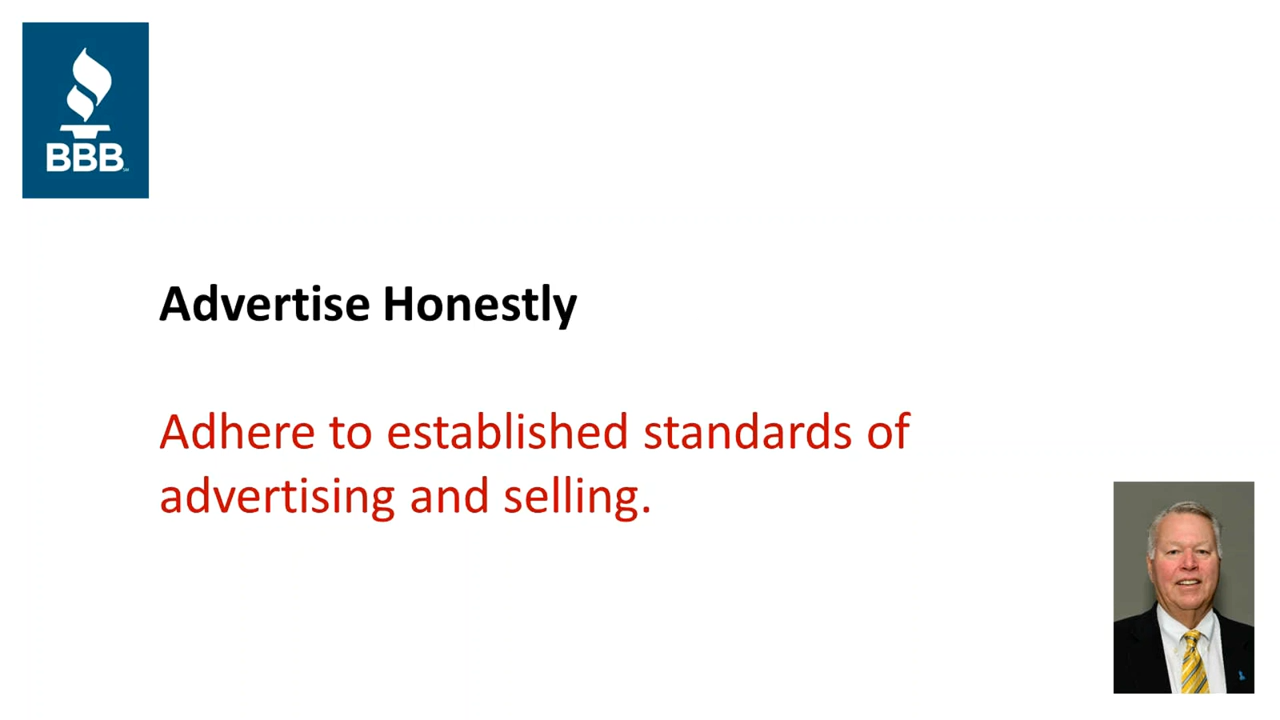 BBB
Advertise Honestly
Adhere to established standards of
advertising and selling.